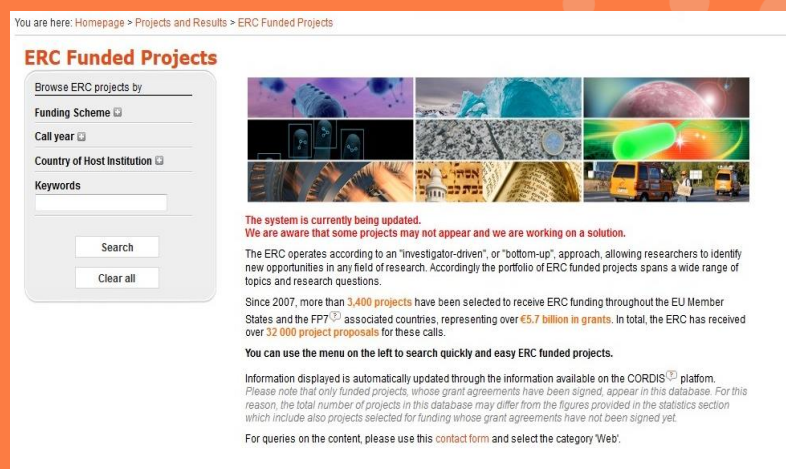 You are here: Homepage > Projects and Results > ERC Funded Projects
ERC Funded Projects
Browse ERC projects by
Funding Scheme
Call year
Country of Host Institution
Keywords
Search
Clear all
The system is currently being updated.
We are aware that some projects may not appear and we are working on a solution.
The ERC operates according to an "investigator-driven", or "bottom-up", approach, allowing researchers to identify
new opportunities in any field of research. Accordingly the portfolio of ERC funded projects spans a wide range of
topics and research questions.
Since 2007, more than 3,400 projects have been selected to receive ERC funding throughout the EU Member
States and the FP7 associated countries, representing over €5.7 billion in grants. In total, the ERC has received
over 32 000 project proposals for these calls.
You can use the menu on the left to search quickly and easy ERC funded projects.
Information displayed is automatically updated through the information available on the CORDIS platfom.
Please note that only funded projects, whose grant agreements have been signed, appear in this database. For this
reason, the total number of projects in this database may differ from the figures provided in the statistics section
which include also projects selected for funding whose grant agreements have not been signed yet.
For queries on the content, please use this contact form and select the category 'Web'.